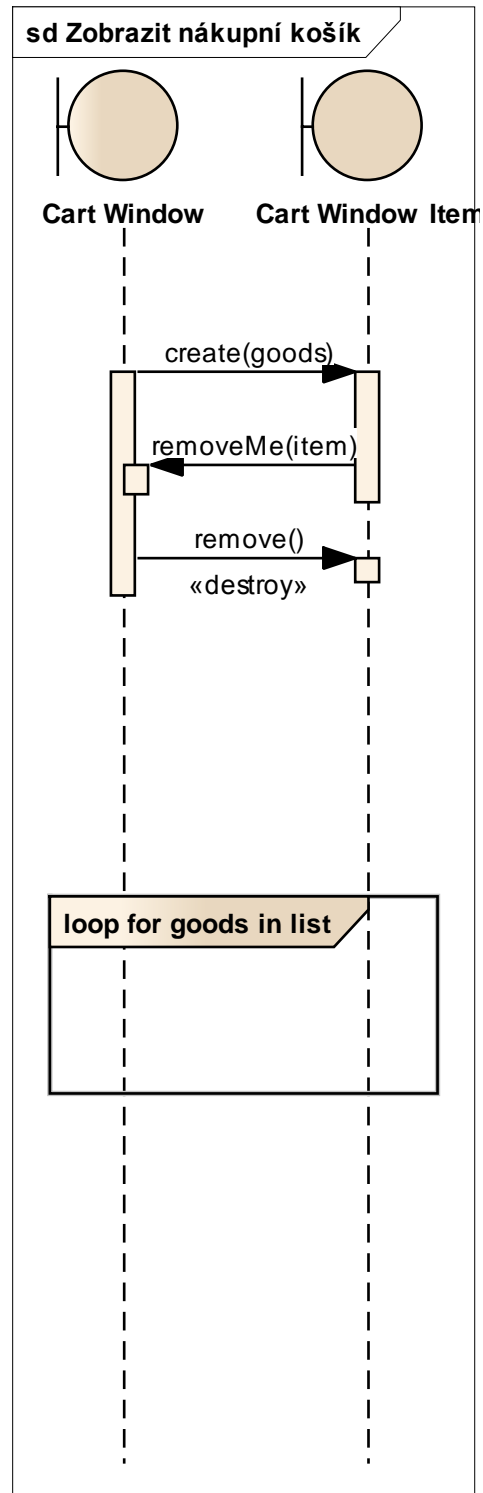 sd Zobrazit nákupní košík
Cart Window
Cart Window Item
create(goods)
removeMe(item)
remove()
«destroy»
loop for goods in list